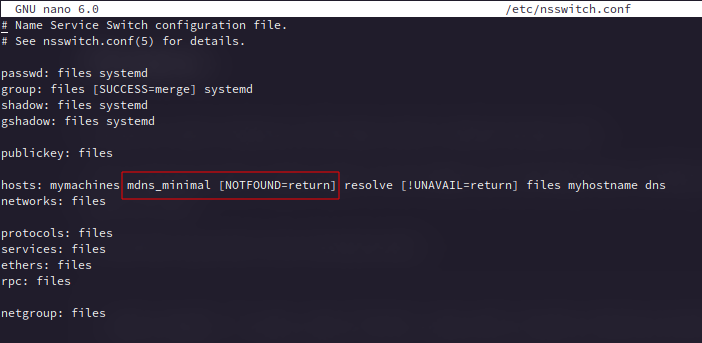 GNU nano 6.0 /etc/nsswitch.conf
# Name Service Switch configuration file.
# See nsswitch.conf(5) for details.
passwd: files systemd
group: files [SUCCESS=merge] systemd
shadow: files systemd
gshadow: files systemd
publickey: files
hosts: mymachines mdns_minimal [NOTFOUND=return] resolve [!UNAVAIL=return] files myhostname dns
networks: files
protocols: files
services: files
ethers: files
rpc: files
netgroup: files